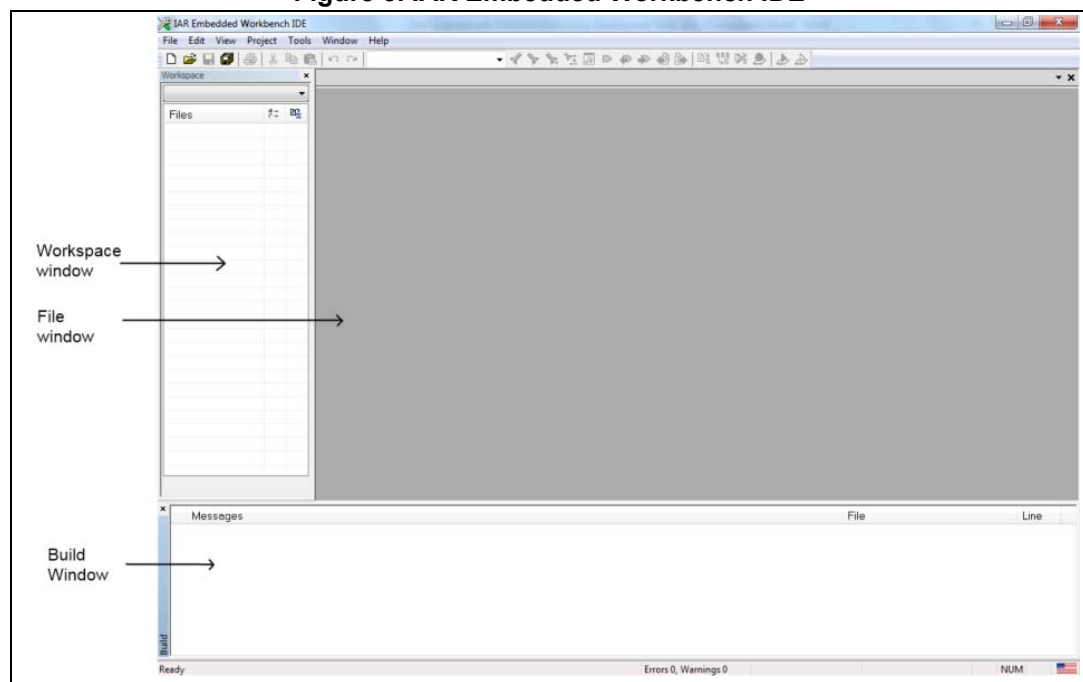 IAR Embedded Workbench IDE
File Edit View Project Tools Window Help
Workspace
Files
Workspace
window
File
window
Messages File Line
Build
Window
Build
Ready Errors 0, Warnings 0 NUM